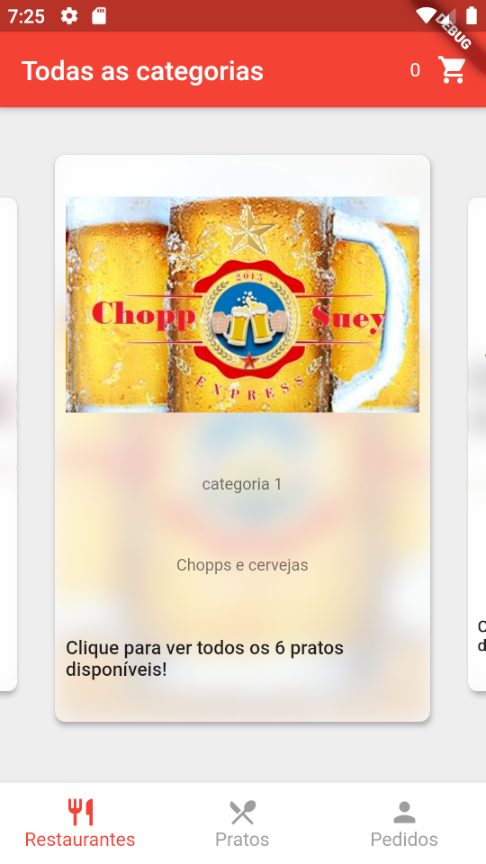 7:25
DEBUG
Todas as categorias
0
2015
Chopp Suey
EXPRESS
categoria 1
Chopps e cervejas
Clique para ver todos os 6 pratos
disponíveis!
Restaurantes
Pratos
Pedidos